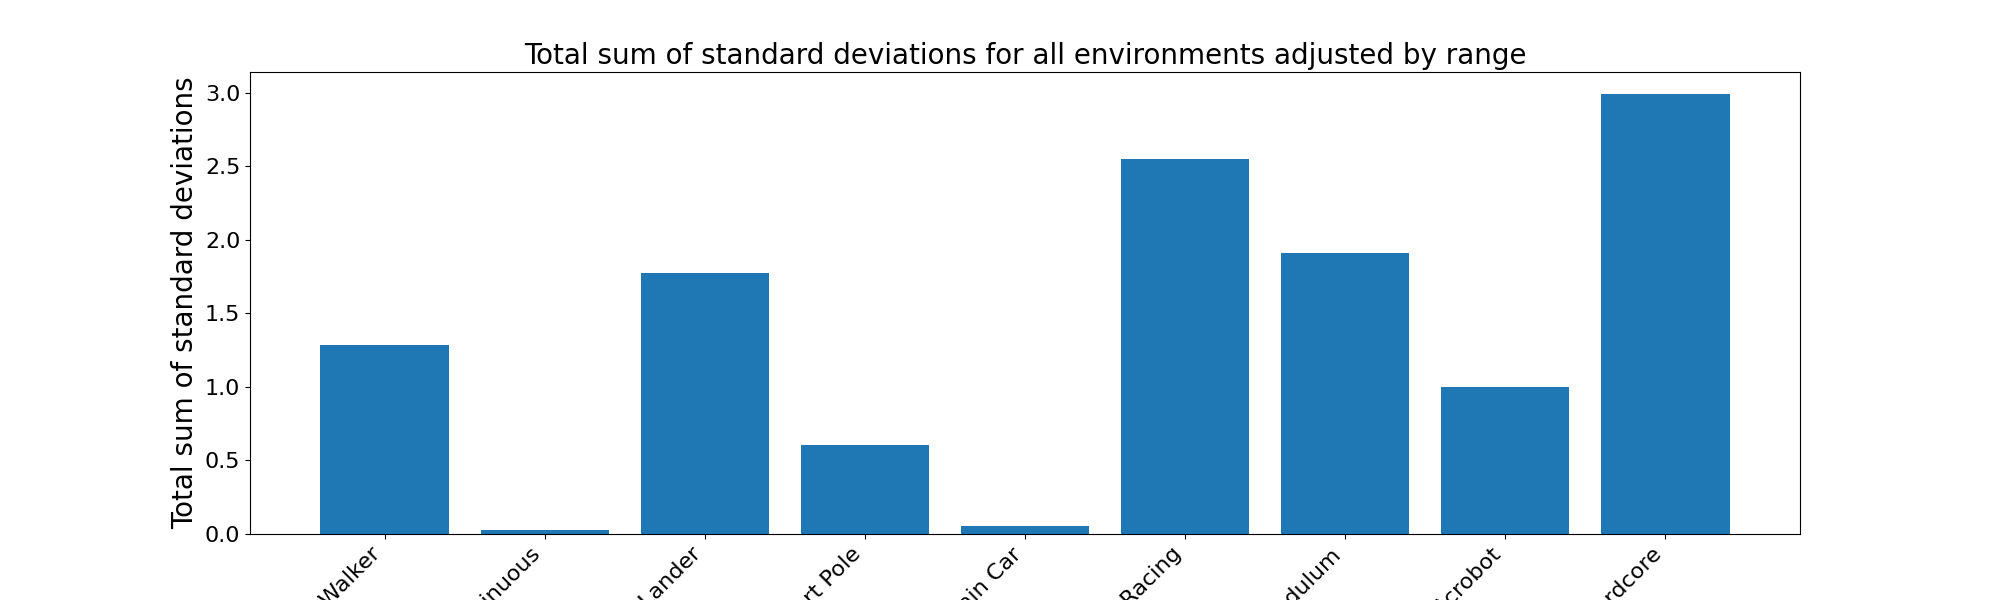 Total sum of standard deviations for all environments adjusted by range
Total sum of standard deviations
3.0
2.5
2.0
1.5
1.0
0.5
0.0
Walker
inuous
Lander
rt Pole
ain Car
Racing
dulum
Acrobot
rdcore